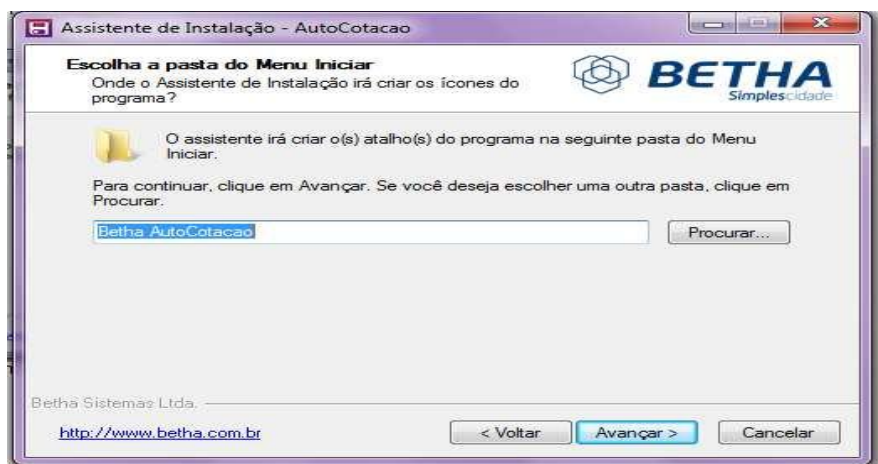 Assistente de Instalação - AutoCotacao
Escolha a pasta do Menu Iniciar
Onde o Assistente de Instalação irá criar os ícones do
programa?
BETHA
Simplescidade
O assistente irá criar o(s) atalho(s) do programa na seguinte pasta do Menu
Iniciar.
Para continuar, clique em Avançar. Se você deseja escolher uma outra pasta, clique em
Procurar.
Betha AutoCotacao
Procurar...
Betha Sistemas Ltda.
http://www.betha.com.br
< Voltar
Avançar >
Cancelar